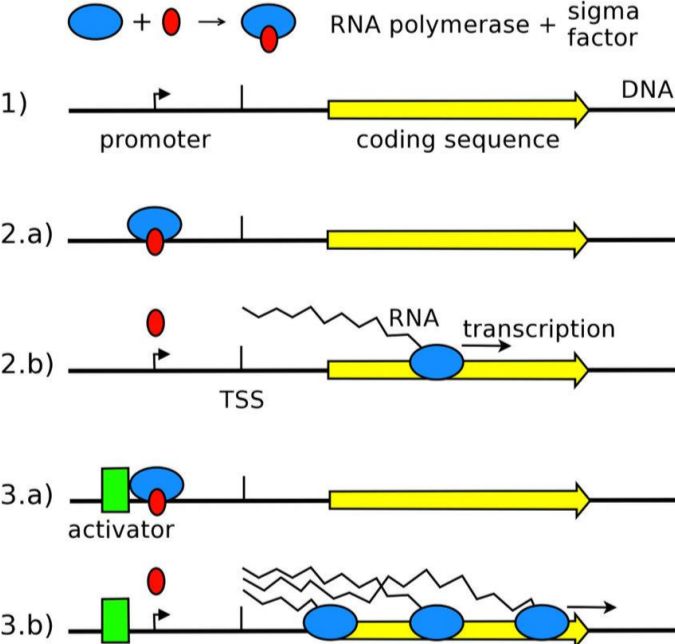 + → RNA polymerase + sigma factor
1) DNA
promoter coding sequence
2.a)
RNA
transcription
2.b)
TSS
3.a)
activator
3.b)